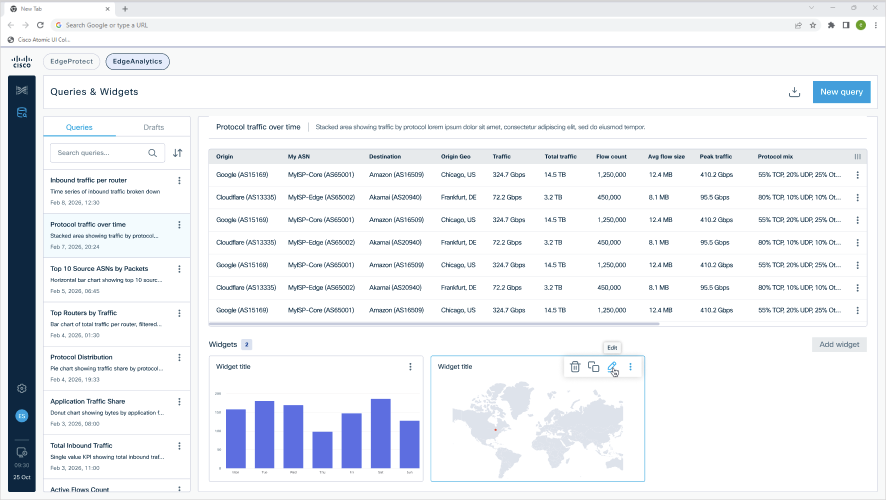 New Tab
Search Google or type a URL
Cisco Atomic UI Col...
CISCO
EdgeProtect
EdgeAnalytics
Queries & Widgets
New query
Queries
Drafts
Search queries...
Inbound traffic per router
Time series of inbound traffic broken down
Feb 8, 2026, 12:30
Protocol traffic over time
Stacked area showing traffic by protocol...
Feb 7, 2026, 20:24
Top 10 Source ASNs by Packets
Horizontal bar chart showing top 10 sourc...
Feb 5, 2026, 06:45
Top Routers by Traffic
Bar chart of total traffic per router, filtered...
Feb 4, 2026, 01:30
Protocol Distribution
Pie chart showing traffic share by protocol...
Feb 4, 2026, 19:33
Application Traffic Share
Donut chart showing bytes by application f...
Feb 3, 2026, 08:00
Total Inbound Traffic
Single value KPI showing total inbound traf...
Feb 3, 2026, 11:00
Active Flows Count
ES
09:30
25 Oct
Protocol traffic over time
Stacked area showing traffic by protocol lorem ipsum dolor sit amet, consectetur adipiscing elit, sed do eiusmod tempor.
Origin My ASN Destination Origin Geo Traffic Total traffic Flow count Avg flow size Peak traffic Protocol mix
Google (AS15169) MyISP-Core (AS65001) Amazon (AS16509) Chicago, US 324.7 Gbps 14.5 TB 1,250,000 12.4 MB 410.2 Gbps 55% TCP, 20% UDP, 25% Ot...
Cloudflare (AS13335) MyISP-Edge (AS65002) Akamai (AS20940) Frankfurt, DE 72.2 Gbps 3.2 TB 450,000 8.1 MB 95.5 Gbps 80% TCP, 10% UDP, 10% Ot...
Google (AS15169) MyISP-Core (AS65001) Amazon (AS16509) Chicago, US 324.7 Gbps 14.5 TB 1,250,000 12.4 MB 410.2 Gbps 55% TCP, 20% UDP, 25% Ot...
Cloudflare (AS13335) MyISP-Edge (AS65002) Akamai (AS20940) Frankfurt, DE 72.2 Gbps 3.2 TB 450,000 8.1 MB 95.5 Gbps 80% TCP, 10% UDP, 10% Ot...
Google (AS15169) MyISP-Core (AS65001) Amazon (AS16509) Chicago, US 324.7 Gbps 14.5 TB 1,250,000 12.4 MB 410.2 Gbps 55% TCP, 20% UDP, 25% Ot...
Cloudflare (AS13335) MyISP-Edge (AS65002) Akamai (AS20940) Frankfurt, DE 72.2 Gbps 3.2 TB 450,000 8.1 MB 95.5 Gbps 80% TCP, 10% UDP, 10% Ot...
Google (AS15169) MyISP-Core (AS65001) Amazon (AS16509) Chicago, US 324.7 Gbps 14.5 TB 1,250,000 12.4 MB 410.2 Gbps 55% TCP, 20% UDP, 25% Ot...
Widgets 2
Edit
Add widget
Widget title
200
150
100
50
Mon Tue Wed Thu Fri Sat Sun
Widget title